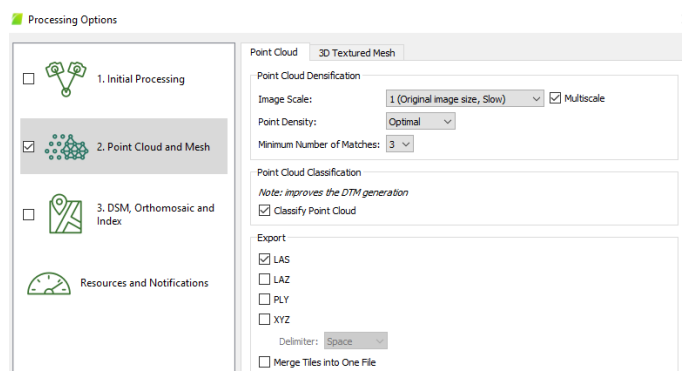 Processing Options
1. Initial Processing
2. Point Cloud and Mesh
3. DSM, Orthomosaic and
Index
Resources and Notifications
Point Cloud
3D Textured Mesh
Point Cloud Densification
Image Scale: 1 (Original image size, Slow) Multiscale
Point Density: Optimal
Minimum Number of Matches: 3
Point Cloud Classification
Note: improves the DTM generation
Classify Point Cloud
Export
LAS
LAZ
PLY
XYZ
Delimiter: Space
Merge Tiles into One File